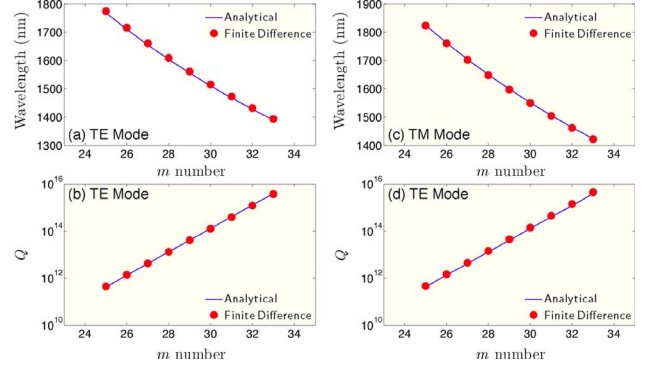 1800
1700
1600
1500
1400
1300
Wavelength (nm)
Analytical
Finite Difference
(a) TE Mode
24 26 28 30 32 34
m number
1900
1800
1700
1600
1500
1400
Wavelength (nm)
Analytical
Finite Difference
(c) TM Mode
24 26 28 30 32 34
m number
10^16
10^14
10^12
10^10
Q
(b) TE Mode
Analytical
Finite Difference
24 26 28 30 32 34
m number
10^16
10^14
10^12
10^10
Q
(d) TE Mode
Analytical
Finite Difference
24 26 28 30 32 34
m number